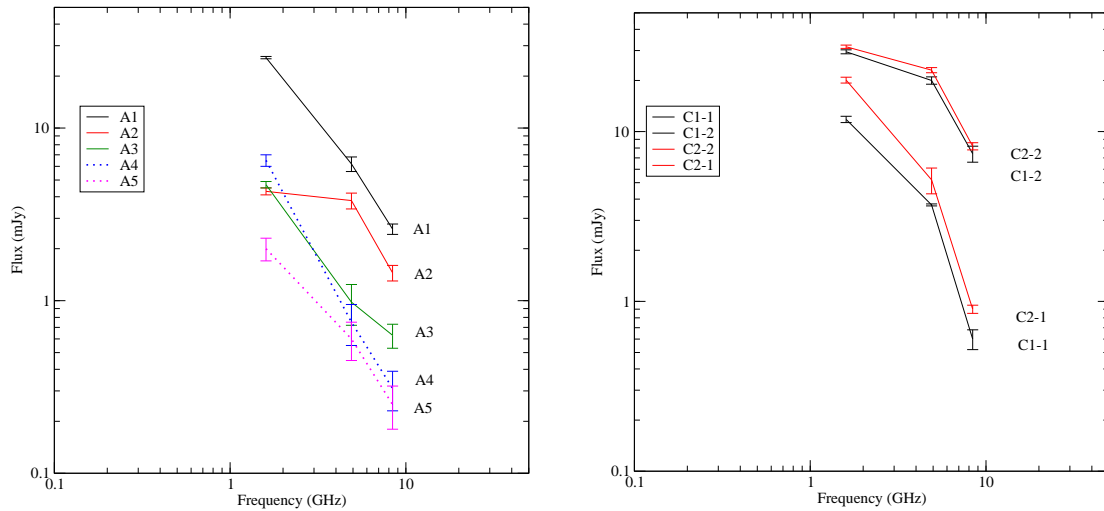 10
1
0.1
Flux (mJy)
A1
A2
A3
A4
A5
A1
A2
A3
A4
A5
0.1
1
10
Frequency (GHz)
10
1
0.1
Flux (mJy)
C1-1
C1-2
C2-2
C2-1
C2-2
C1-2
C2-1
C1-1
0.1
1
10
Frequency (GHz)